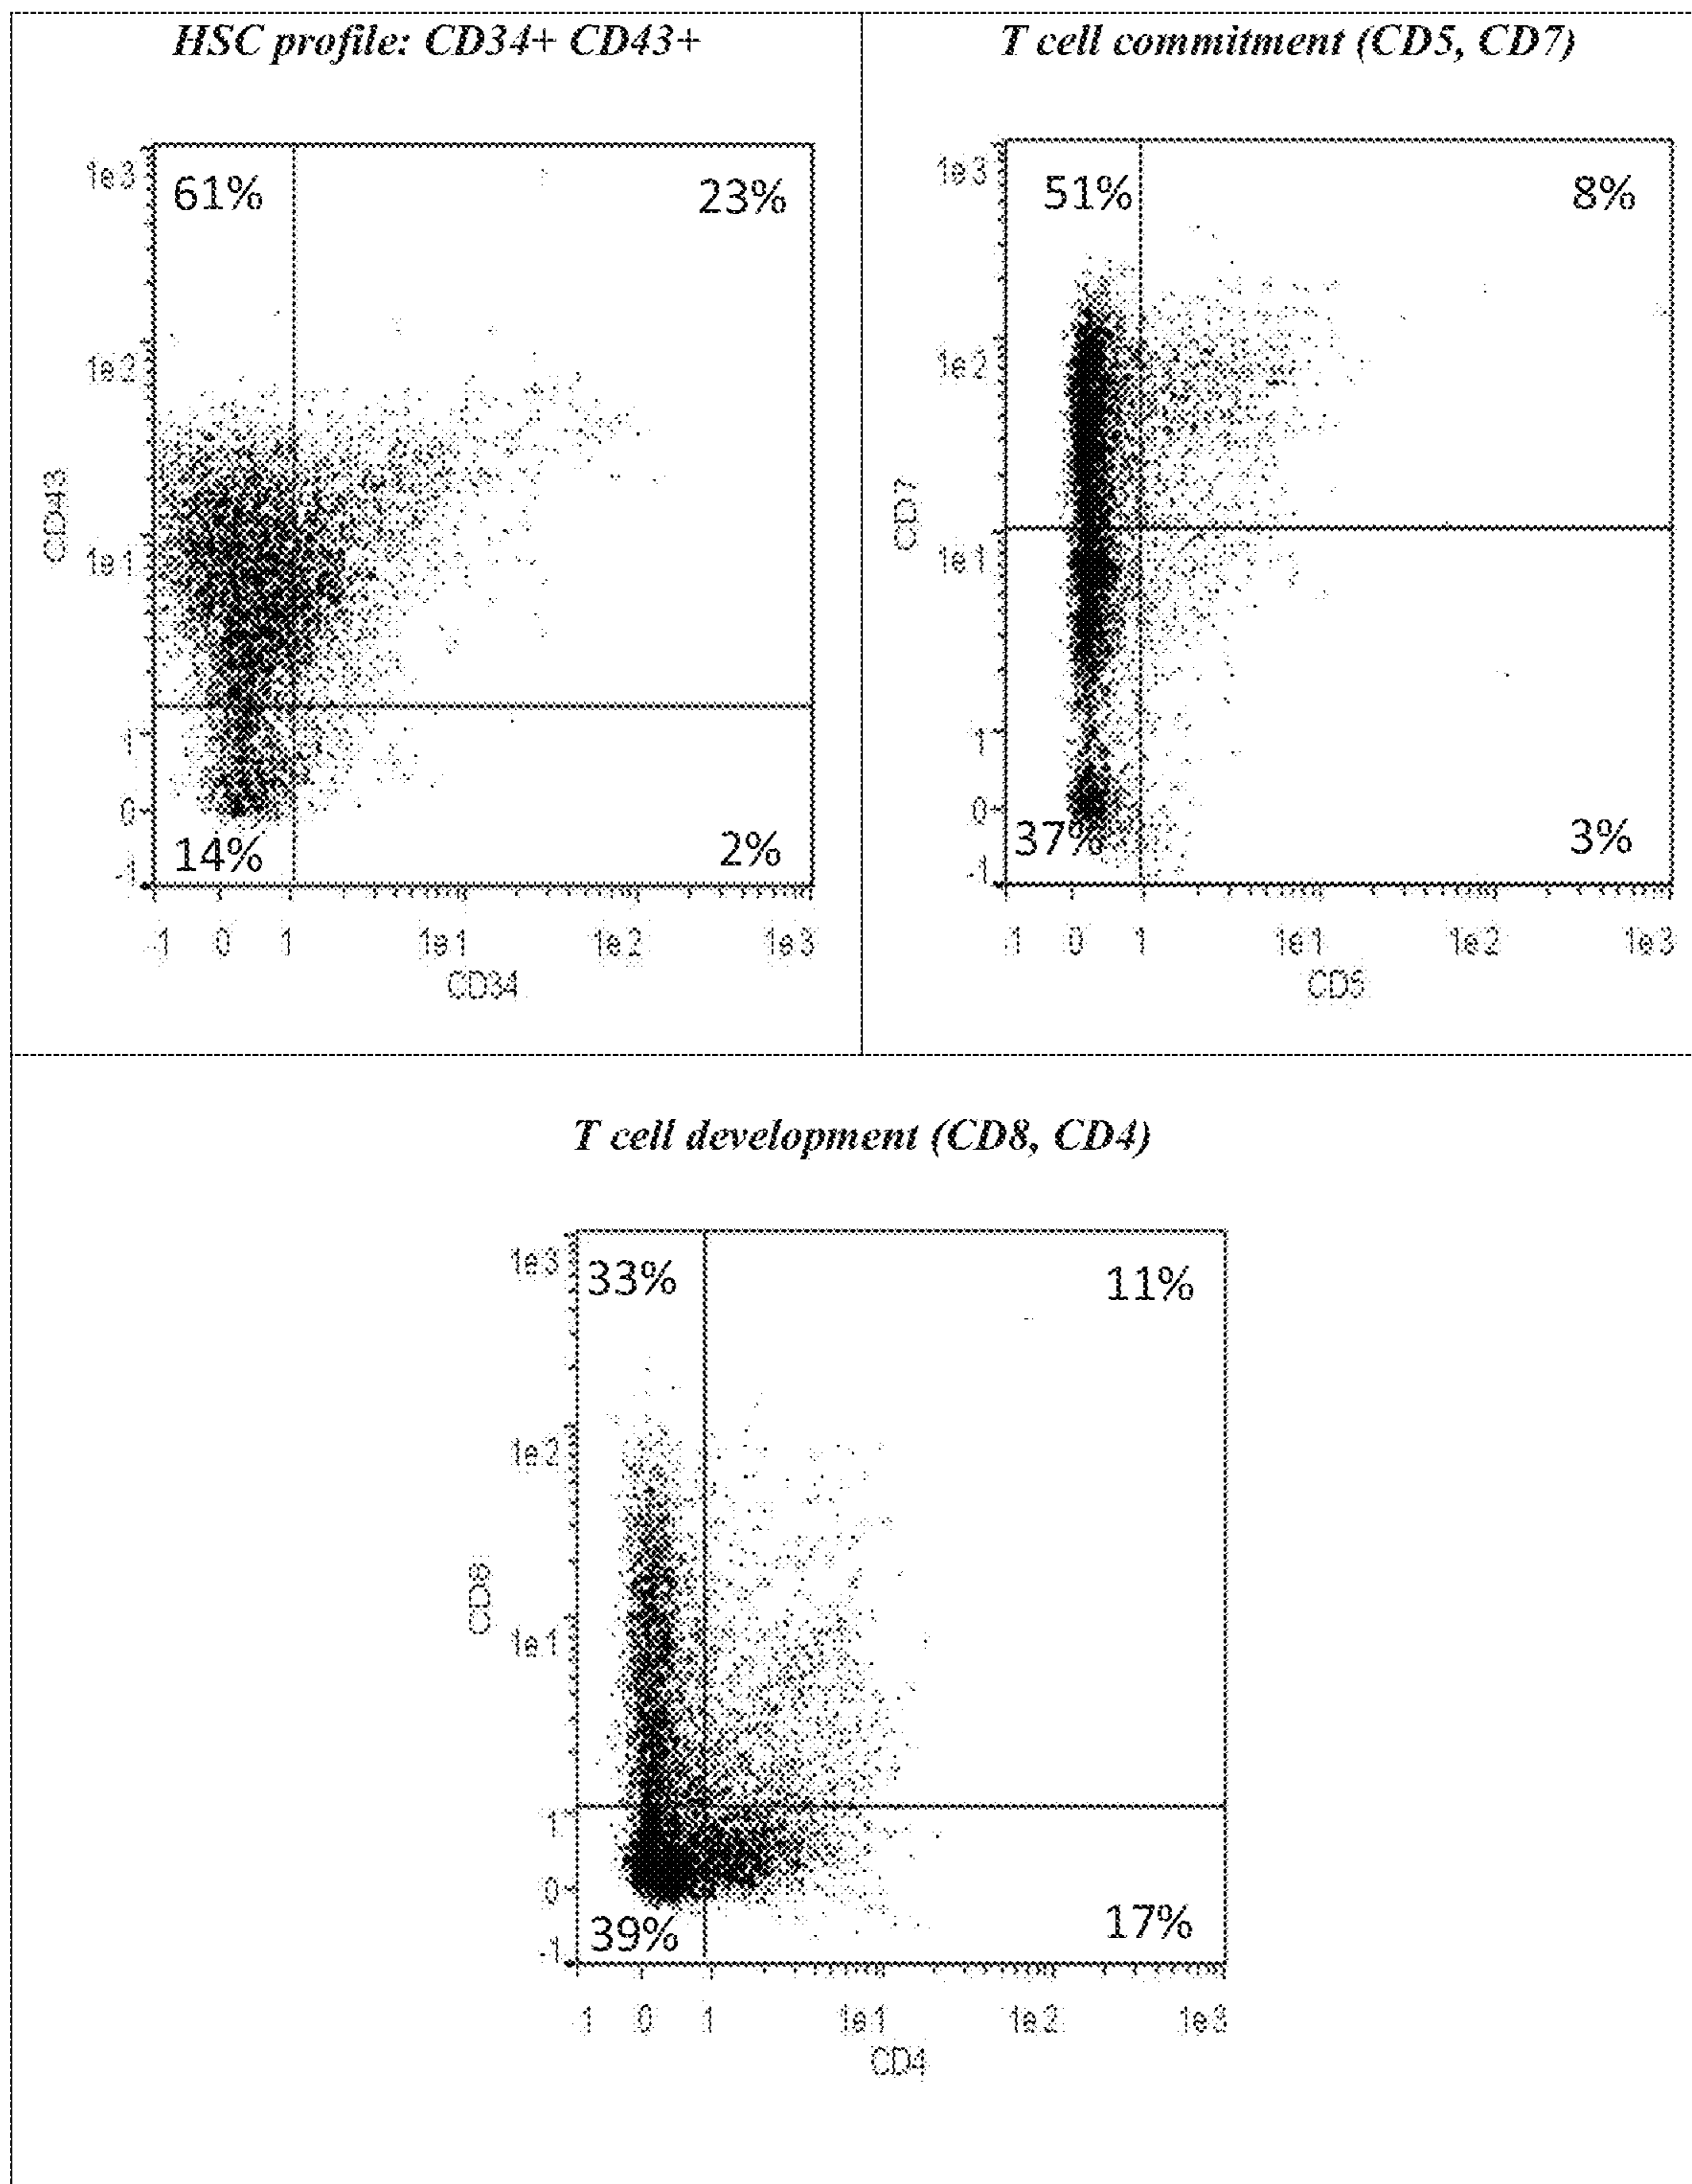 HSC profile: CD34+ CD43+
T cell commitment (CD5, CD7)
1e3
61%
23%
1e2
CD43
1e1
1
0
14%
2%
-1
-1 0 1 1e1 1e2 1e3
CD34
1e3
51%
8%
1e2
CD7
1e1
1
0
37%
3%
-1
-1 0 1 1e1 1e2 1e3
CD5
T cell development (CD8, CD4)
1e3
33%
11%
1e2
CD8
1e1
1
0
39%
17%
-1
-1 0 1 1e1 1e2 1e3
CD4